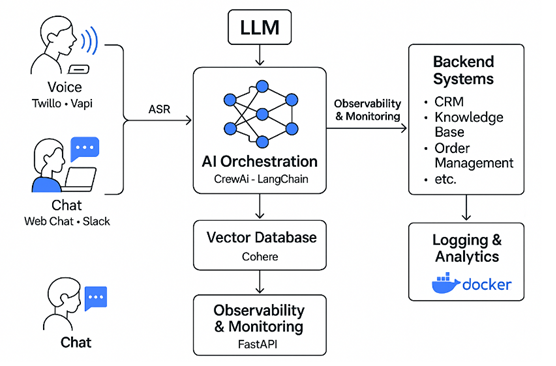 LLM
Voice
Twillo • Vapi
ASR
AI Orchestration
CrewAi - LangChain
Observability
& Monitoring
Backend
Systems
• CRM
• Knowledge
Base
• Order
Management
• etc.
Chat
Web Chat • Slack
Vector Database
Cohere
Logging &
Analytics
docker
Observability
& Monitoring
FastAPI
Chat